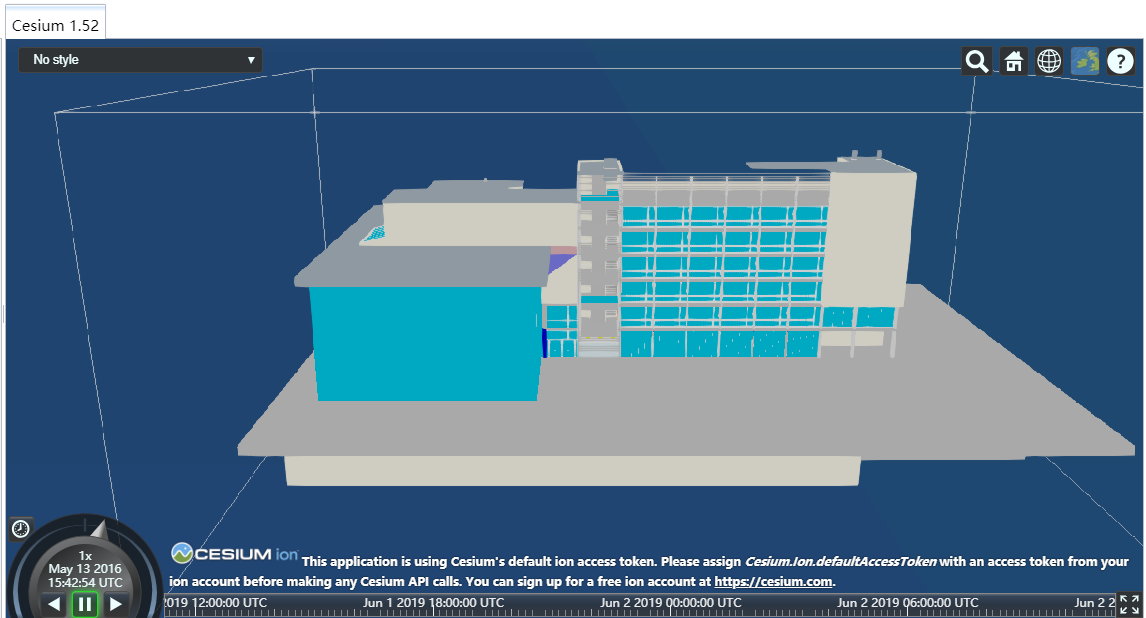 Cesium 1.52
No style
CESIUM ion This application is using Cesium's default ion access token. Please assign Cesium.Ion.defaultAccessToken with an access token from your
ion account before making any Cesium API calls. You can sign up for a free ion account at https://cesium.com.
1x
May 13 2016
15:42:54 UTC
2019 12:00:00 UTC Jun 1 2019 18:00:00 UTC Jun 2 2019 00:00:00 UTC Jun 2 2019 06:00:00 UTC Jun 2 2